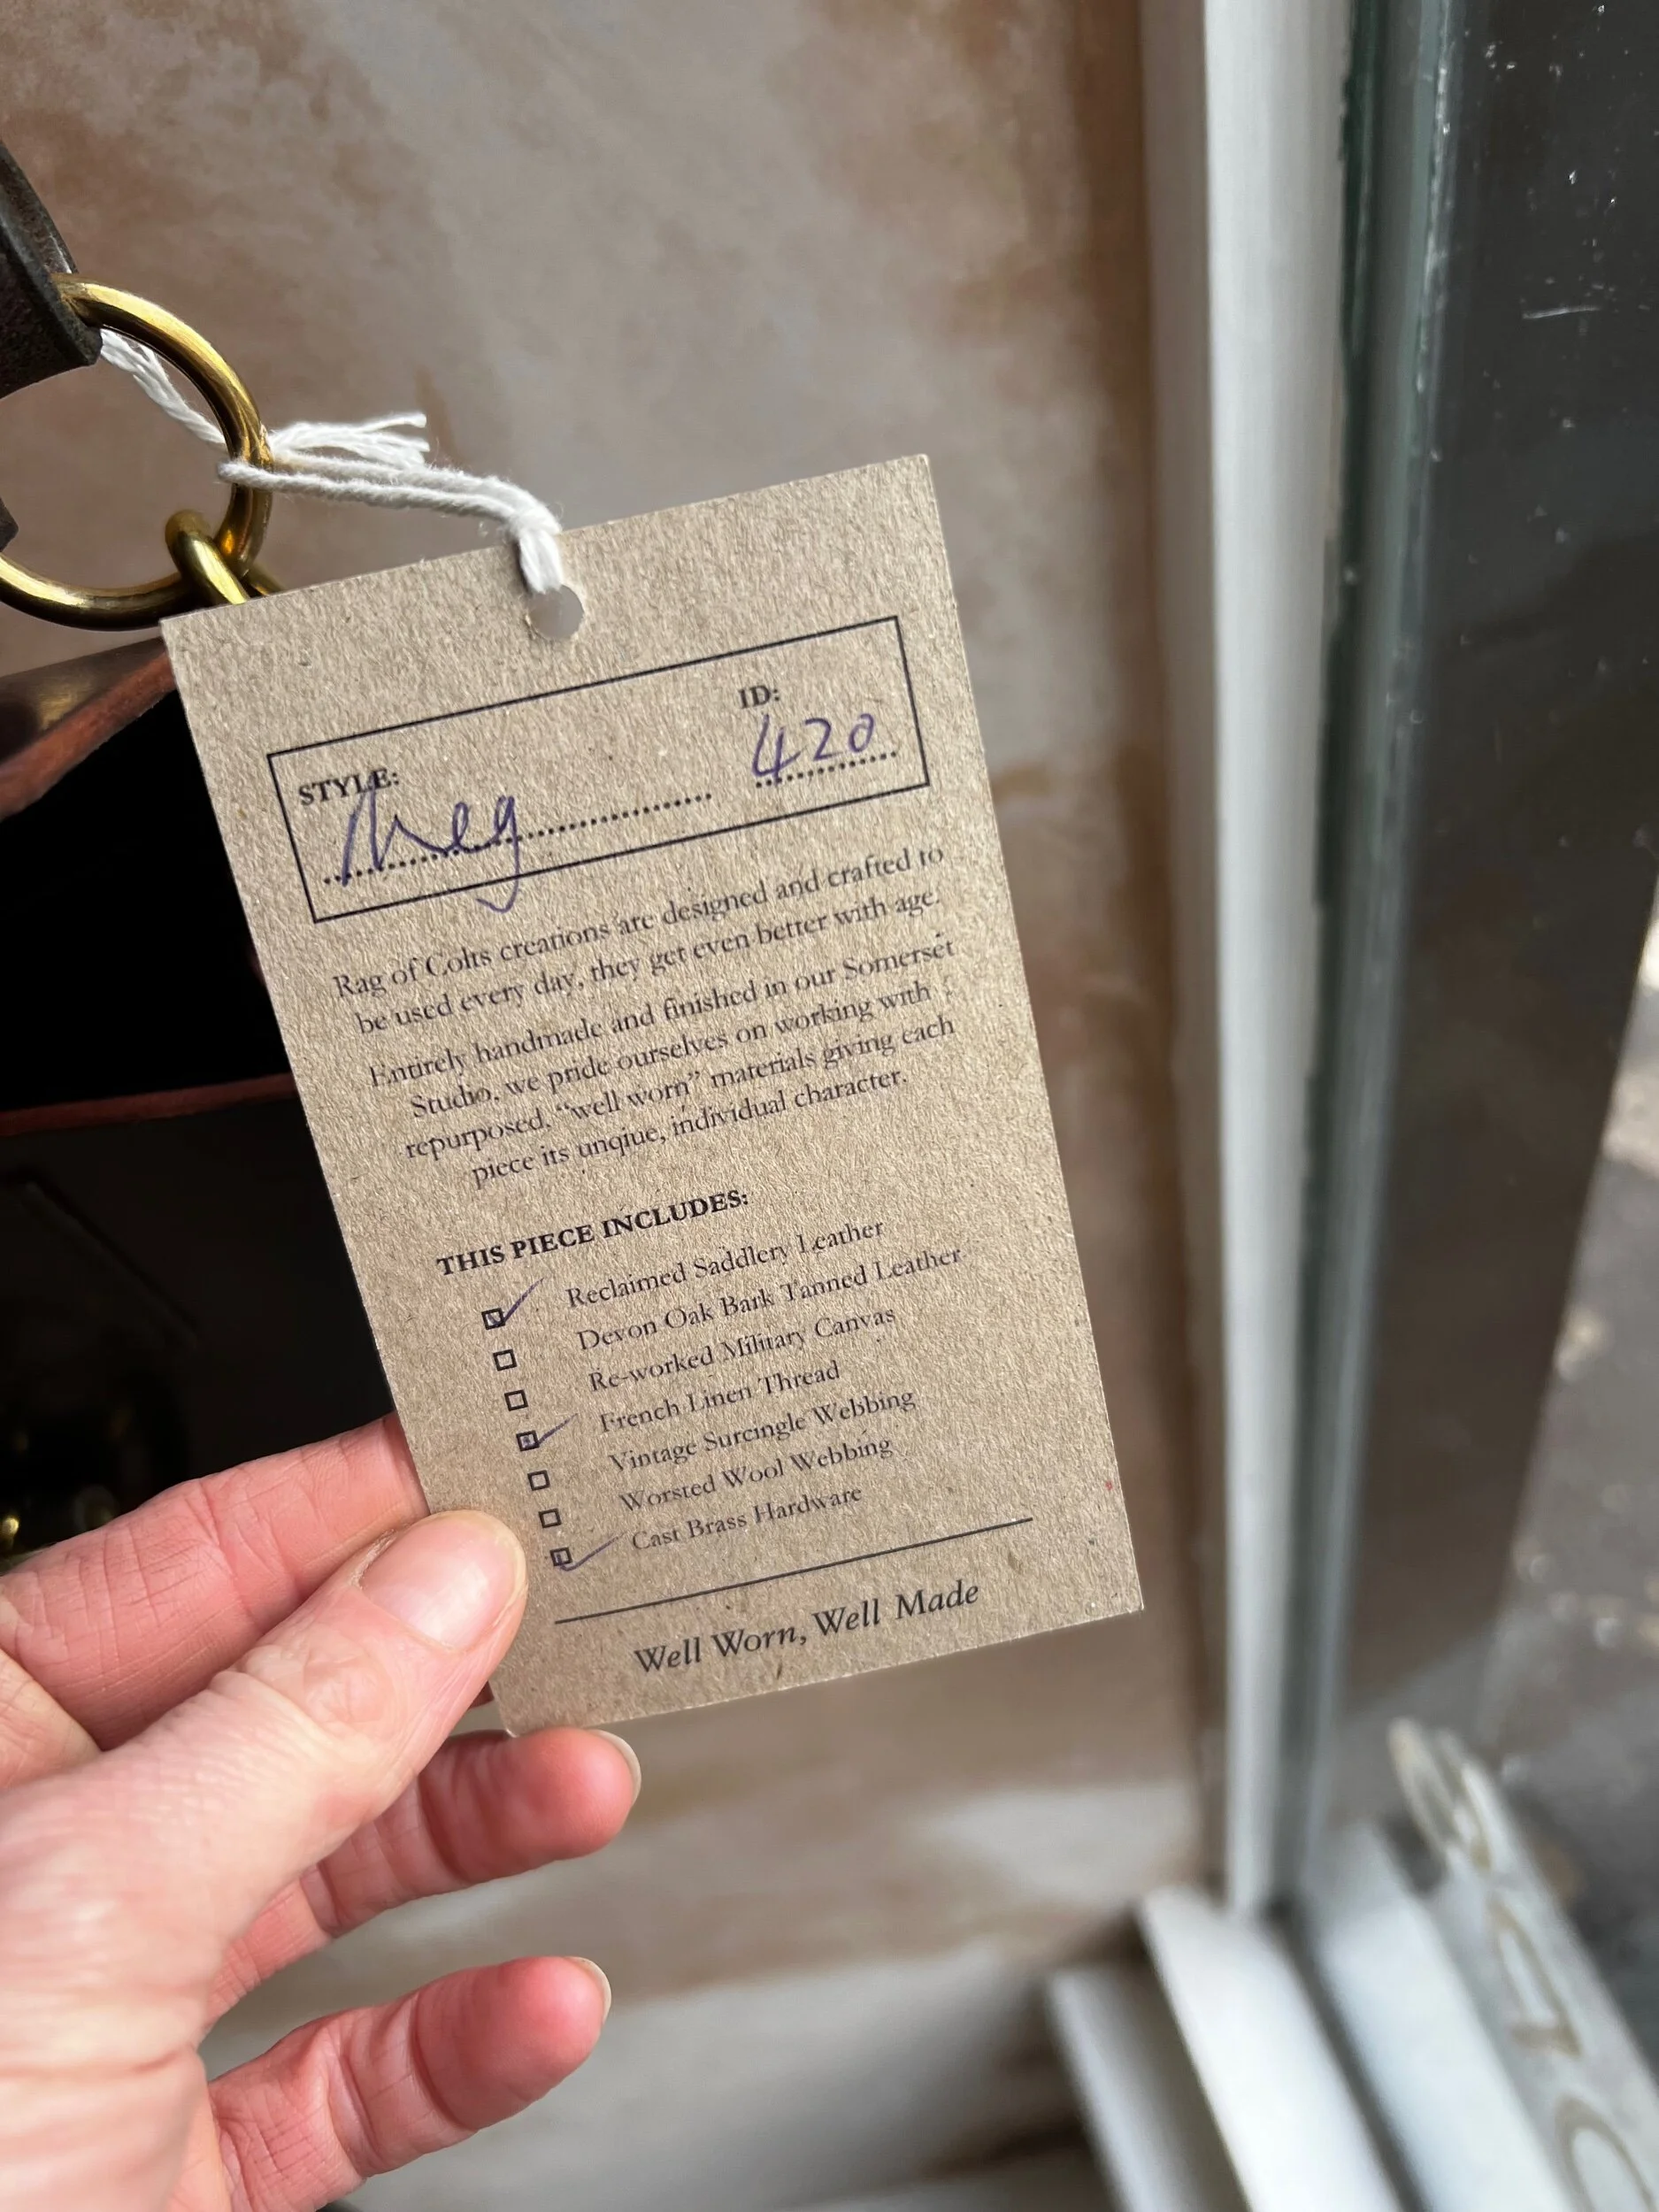 STYLE:
Meg
ID:
420
Rag of Colts creations are designed and crafted to
be used every day, they get even better with age.
Entirely handmade and finished in our Somerset
Studio, we pride ourselves on working with
repurposed, “well worn” materials giving each
piece its unqiue, individual character.
THIS PIECE INCLUDES:
Reclaimed Saddlery Leather
Devon Oak Bark Tanned Leather
Re-worked Military Canvas
French Linen Thread
Vintage Surcingle Webbing
Worsted Wool Webbing
Cast Brass Hardware
Well Worn, Well Made